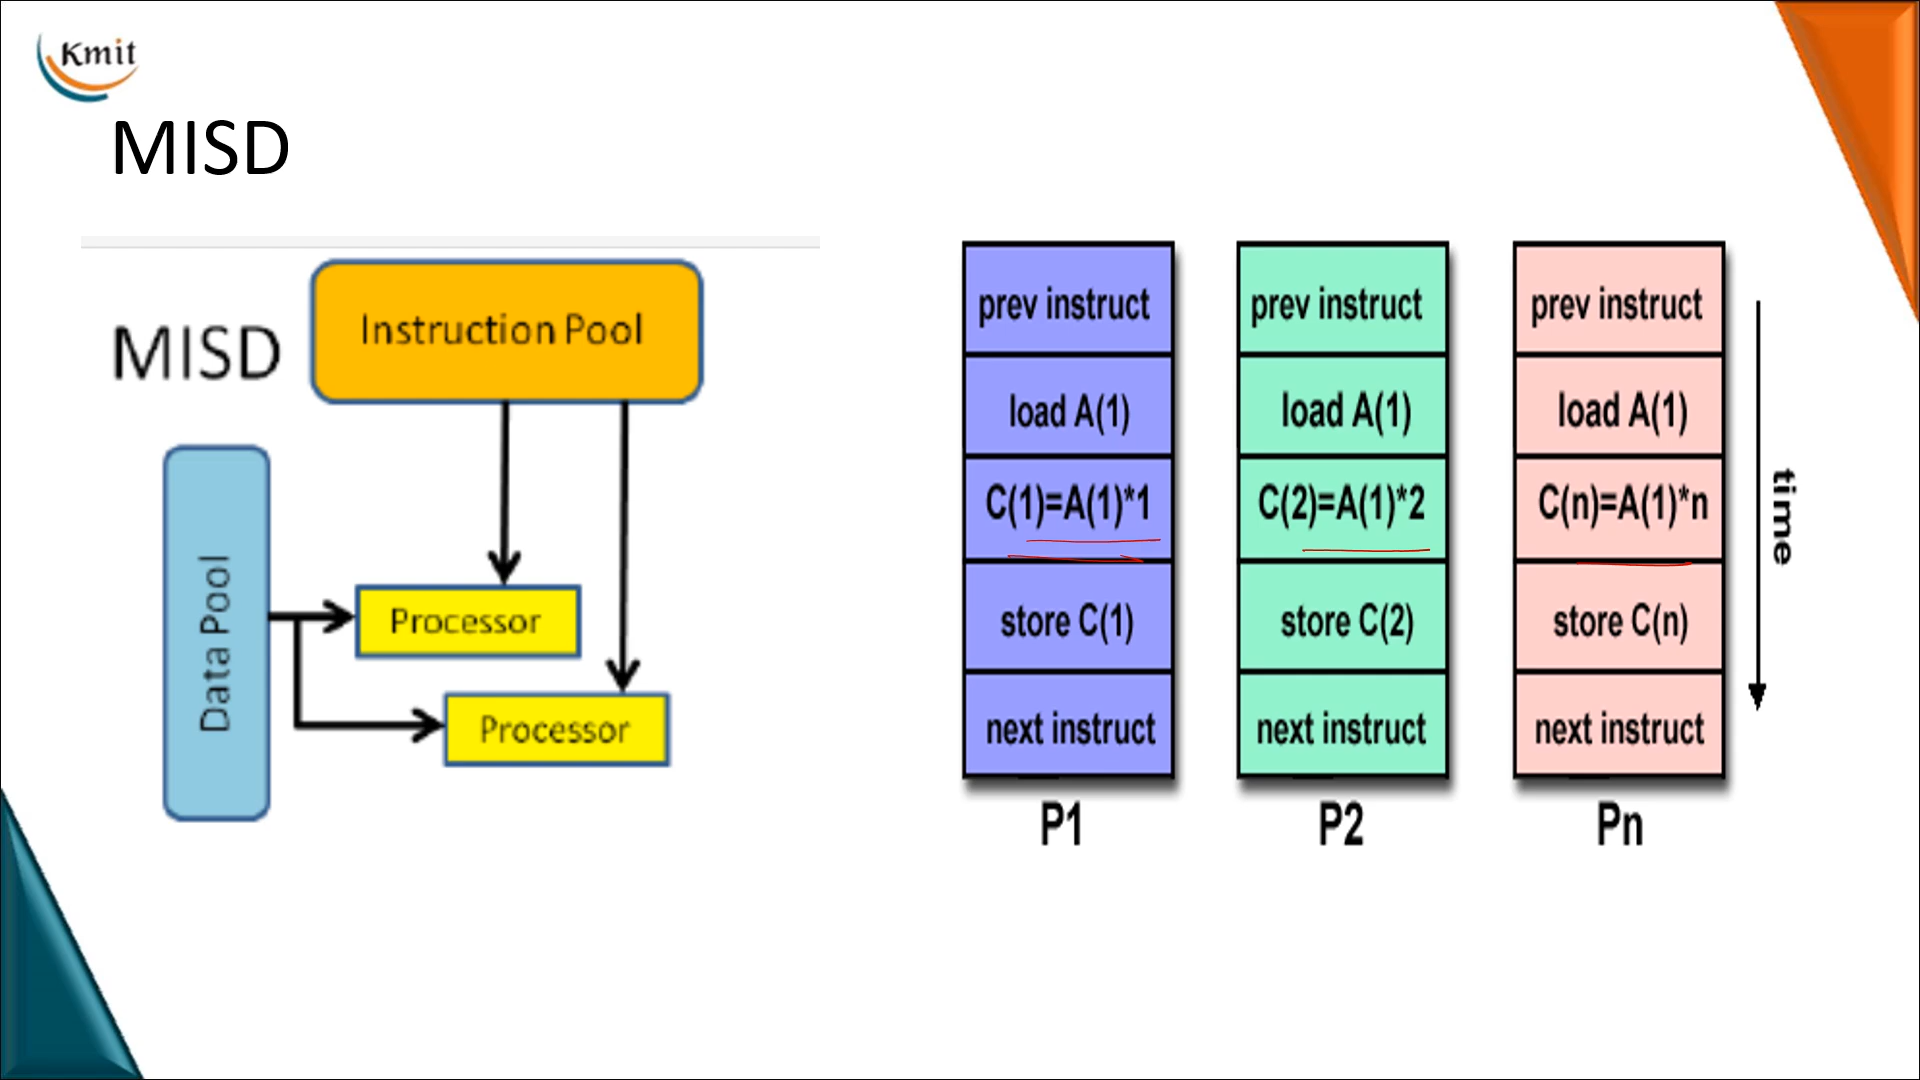 Kmit
MISD
MISD
Instruction Pool
Data Pool
Processor
Processor
prev instruct
load A(1)
C(1)=A(1)*1
store C(1)
next instruct
P1
prev instruct
load A(1)
C(2)=A(1)*2
store C(2)
next instruct
P2
prev instruct
load A(1)
C(n)=A(1)*n
store C(n)
next instruct
Pn
time